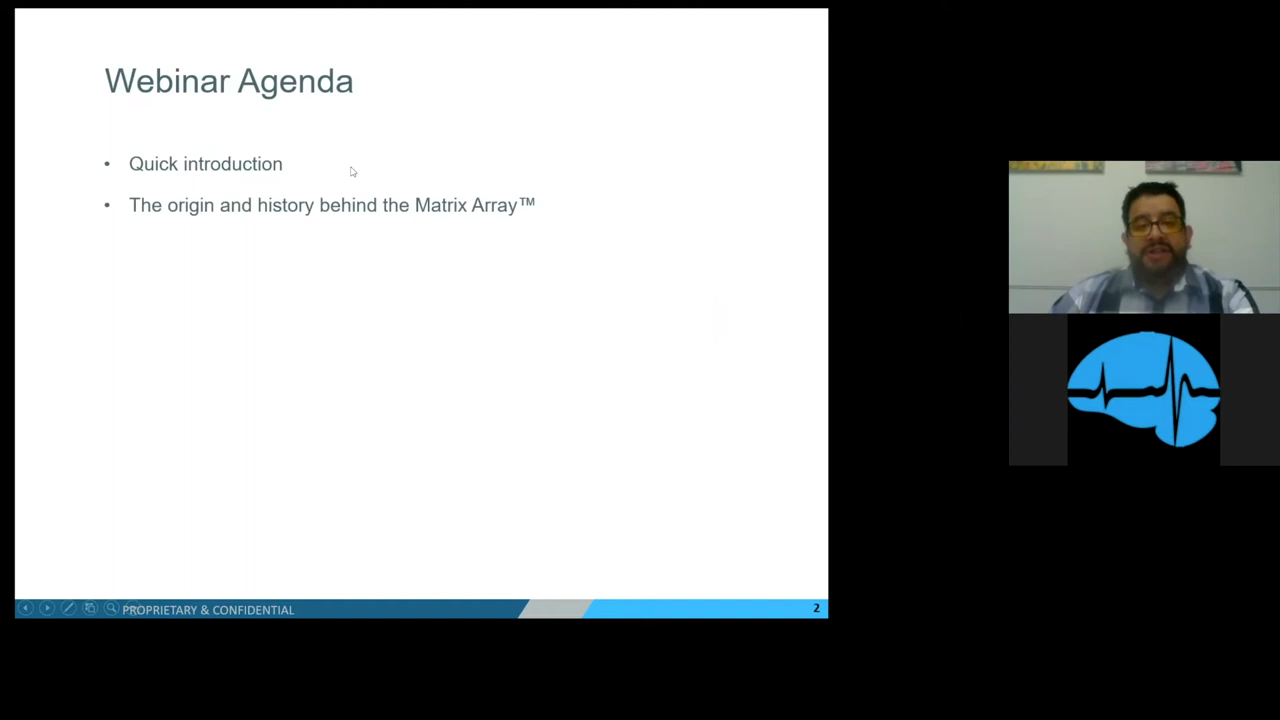 Webinar Agenda
• Quick introduction
• The origin and history behind the Matrix Array™
PROPRIETARY & CONFIDENTIAL
2